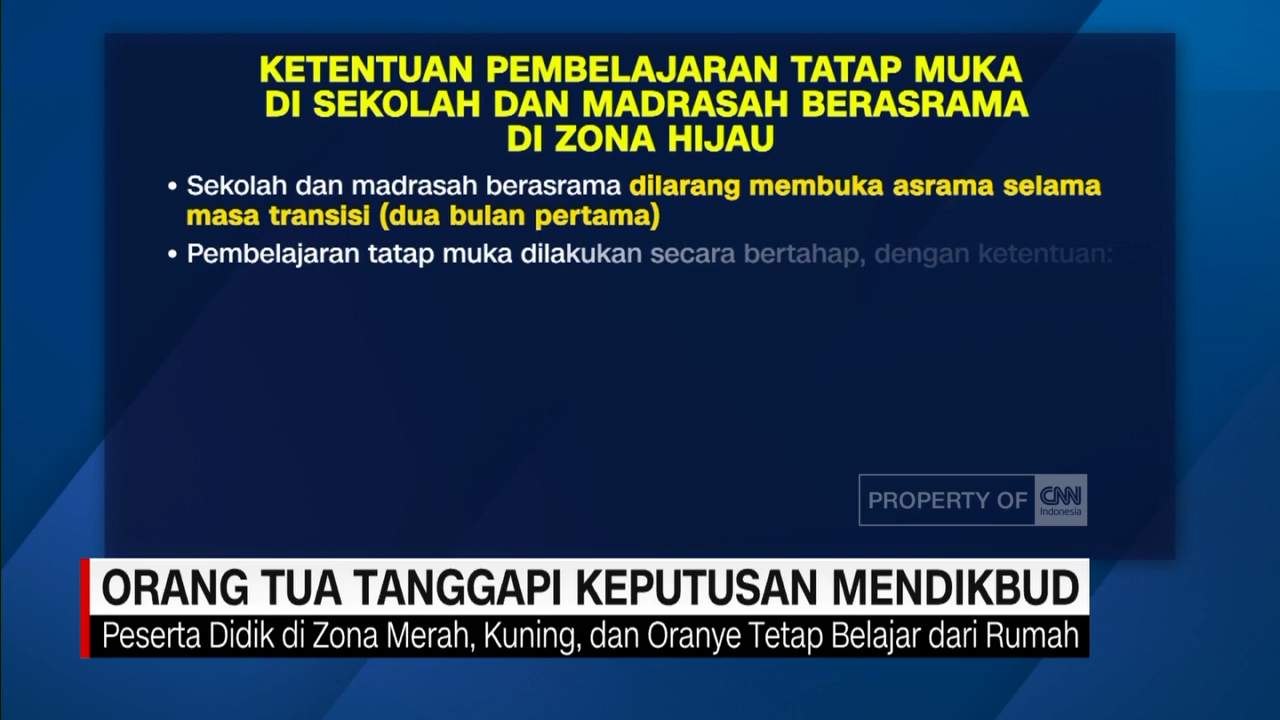 KETENTUAN PEMBELAJARAN TATAP MUKA
DI SEKOLAH DAN MADRASAH BERASRAMA
DI ZONA HIJAU
• Sekolah dan madrasah berasrama dilarang membuka asrama selama
masa transisi (dua bulan pertama)
• Pembelajaran tatap muka dilakukan secara bertahap, dengan ketentuan:
PROPERTY OF CNN Indonesia
ORANG TUA TANGGAPI KEPUTUSAN MENDIKBUD
Peserta Didik di Zona Merah, Kuning, dan Oranye Tetap Belajar dari Rumah